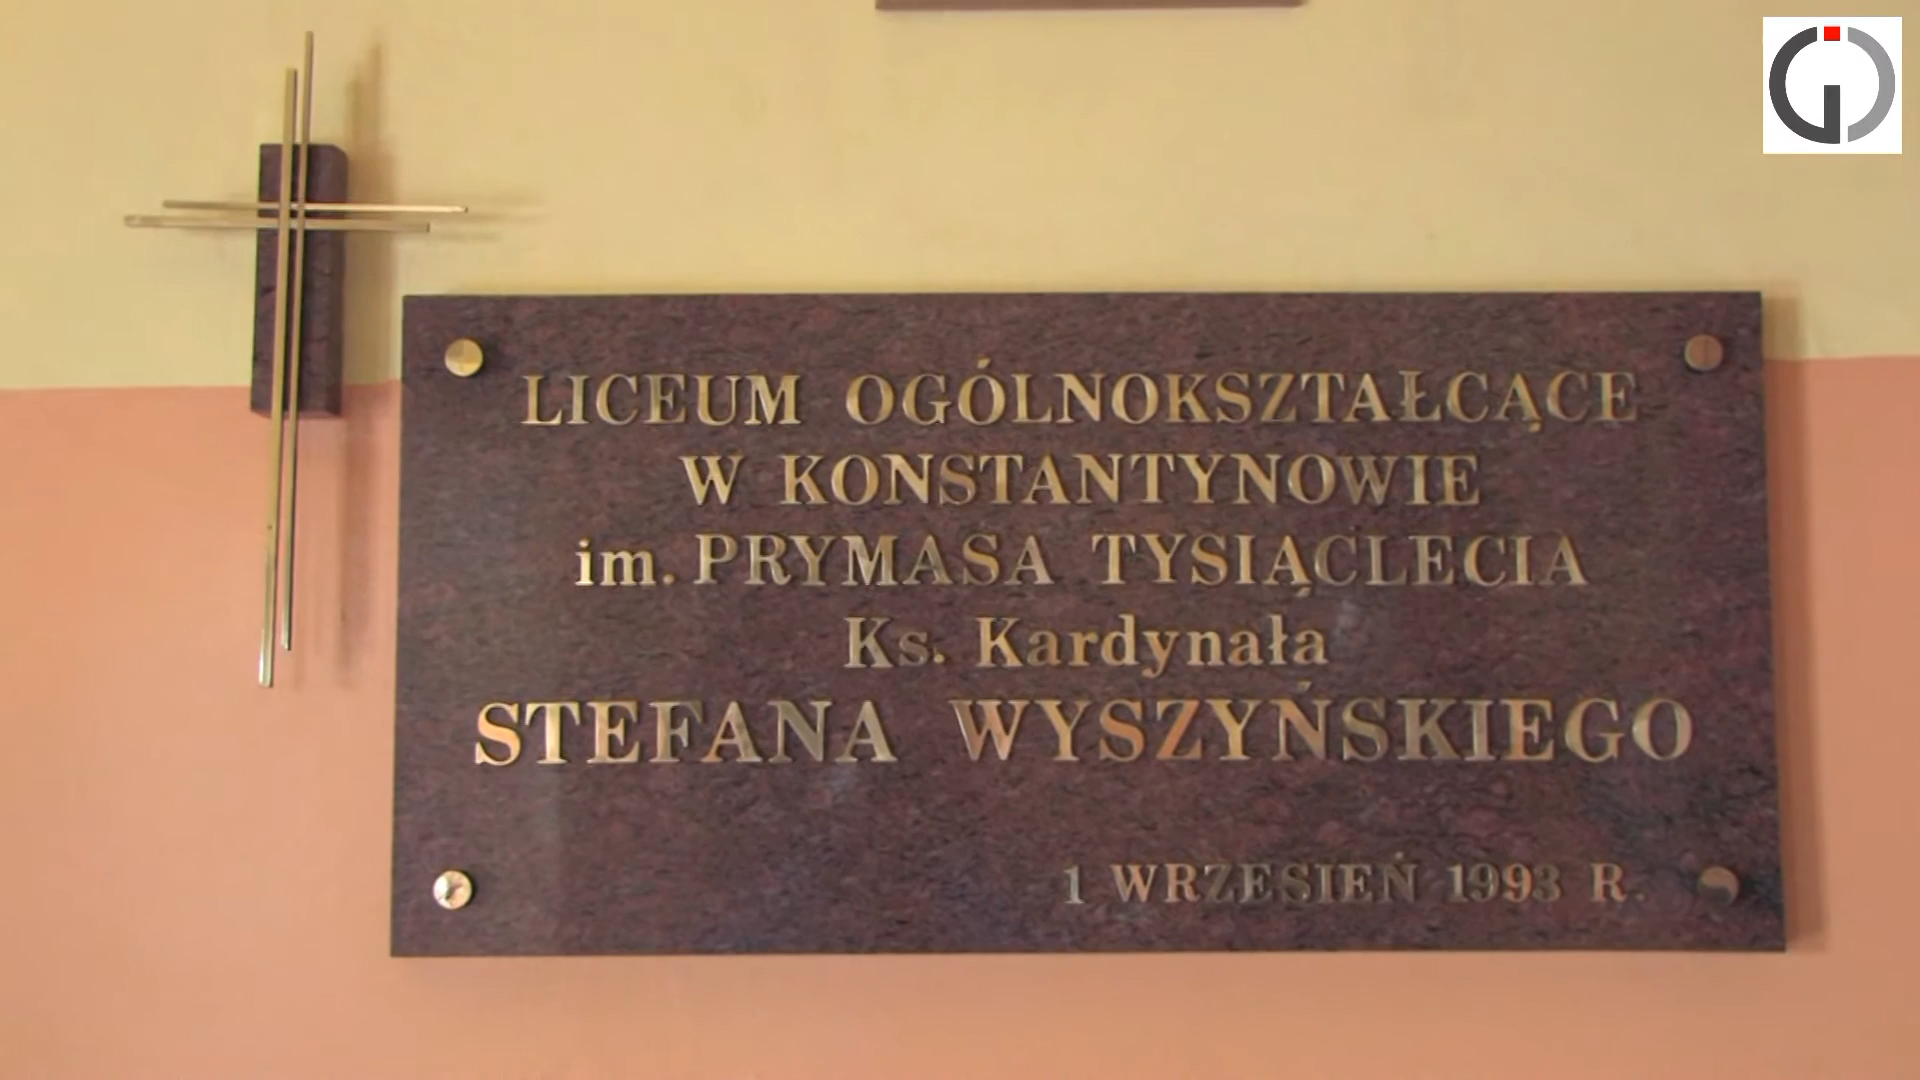 LICEUM OGÓLNOKSZTAŁCĄCE
W KONSTANTYNOWIE
im. PRYMASA TYSIĄCLECIA
Ks. Kardynała
STEFANA WYSZYŃSKIEGO
1 WRZESIEŃ 1993 R.